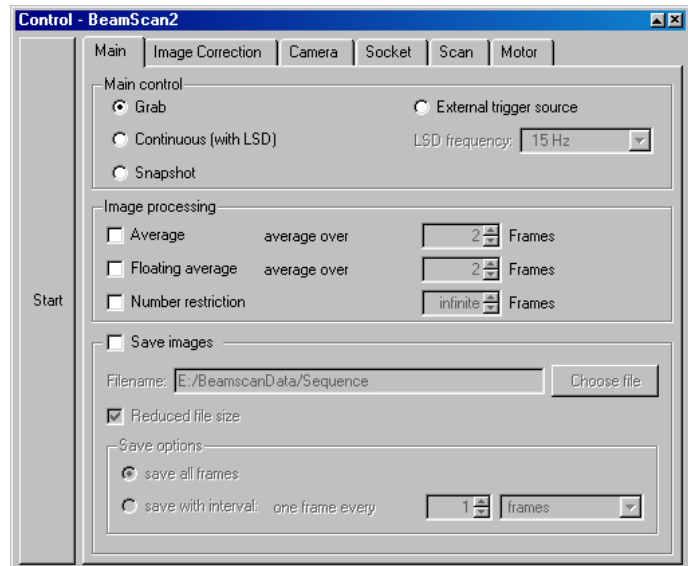 Control - BeamScan2
Main Image Correction Camera Socket Scan Motor
Main control
Grab External trigger source
Continuous (with LSD) LSD frequency: 15 Hz
Snapshot
Image processing
Average average over 2 Frames
Floating average average over 2 Frames
Start
Number restriction infinite Frames
Save images
Filename: E:/BeamscanData/Sequence Choose file
Reduced file size
Save options
save all frames
save with interval: one frame every 1 frames